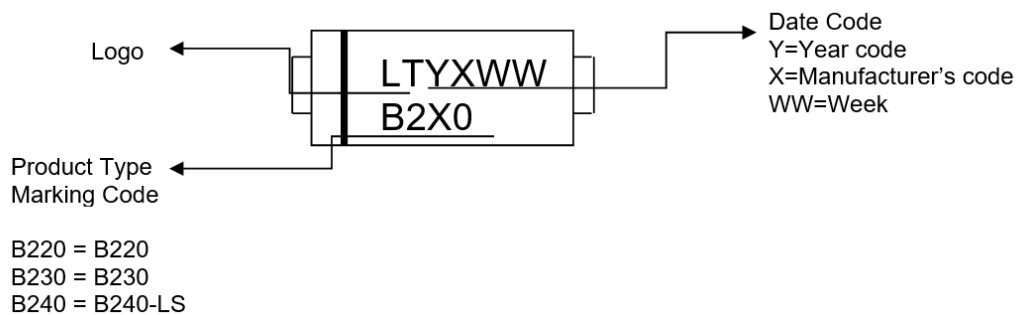 Logo
LTYXWW
B2X0
Date Code
Y=Year code
X=Manufacturer’s code
WW=Week
Product Type
Marking Code
B220 = B220
B230 = B230
B240 = B240-LS